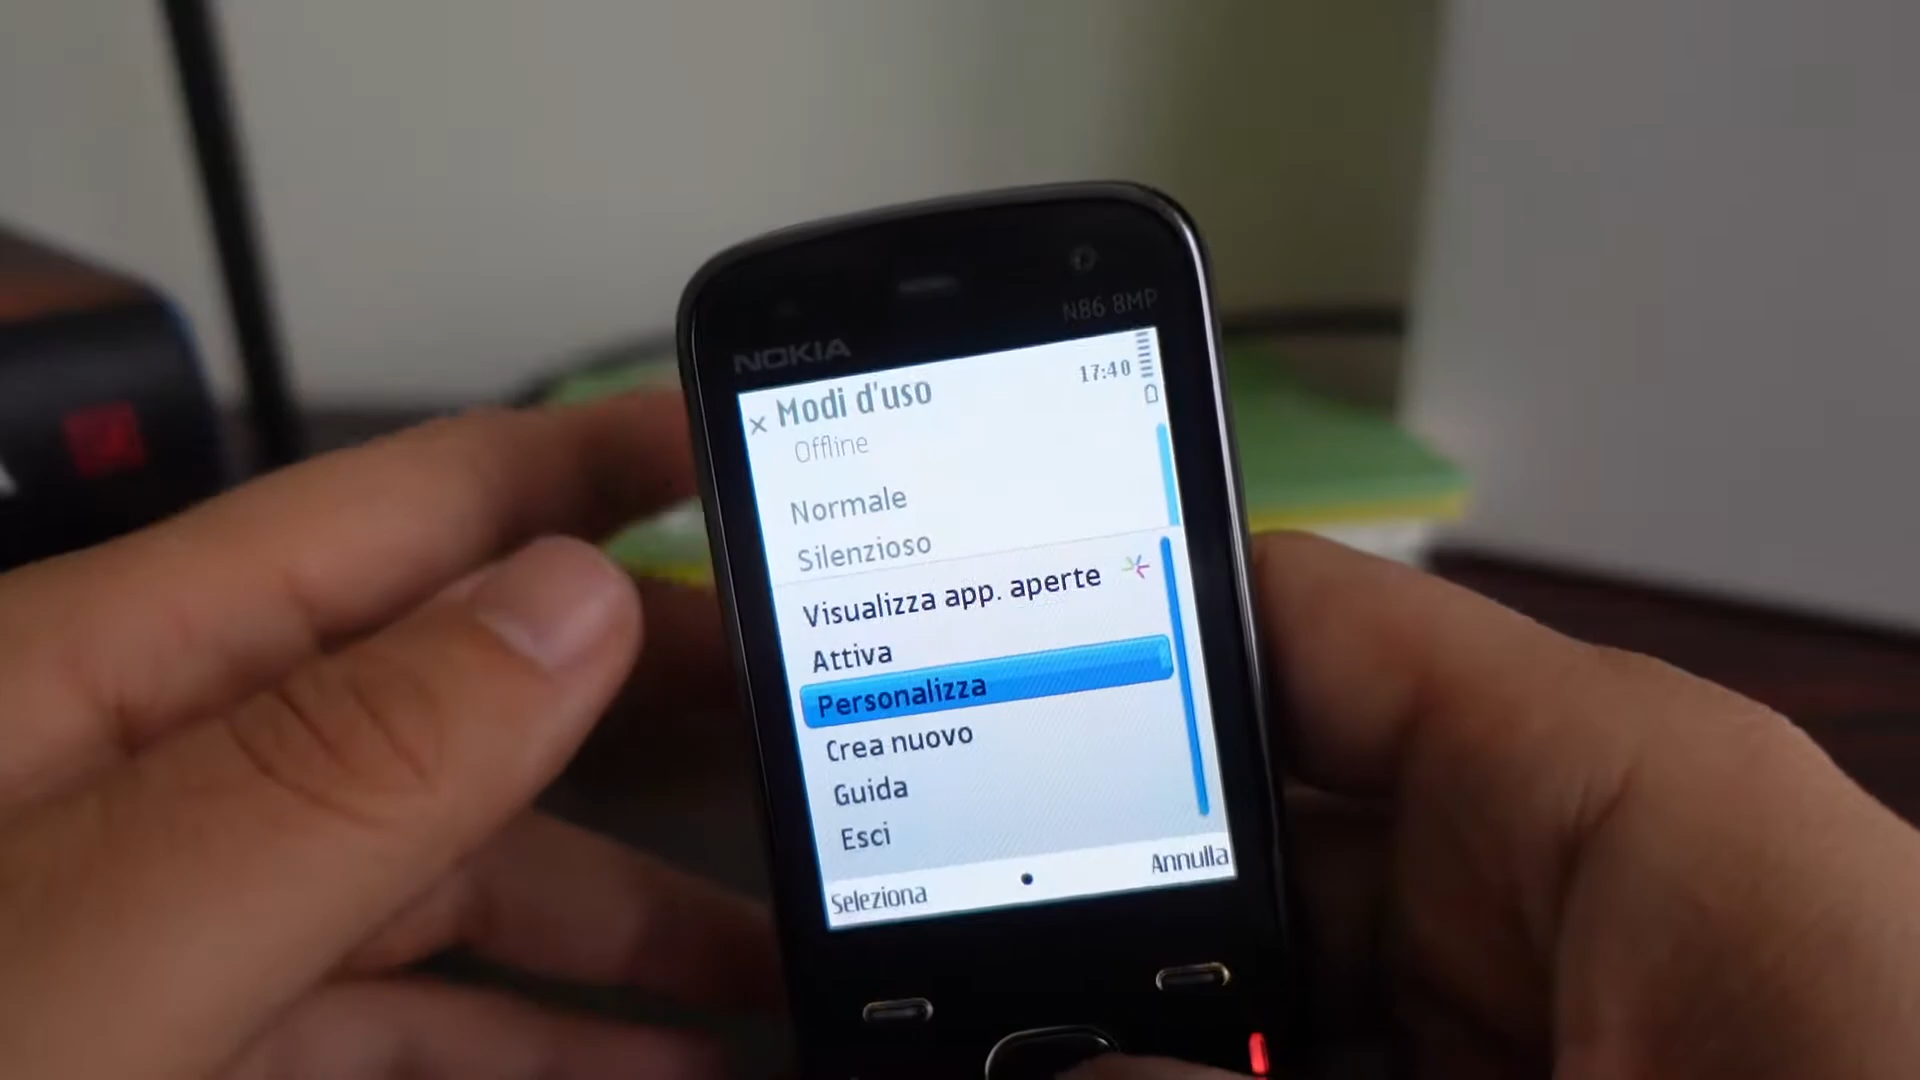 N86 8MP
NOKIA
Modi d'uso
17:40
Offline
Normale
Silenzioso
Visualizza app. aperte
Attiva
Personalizza
Crea nuovo
Guida
Esci
Seleziona
Annulla